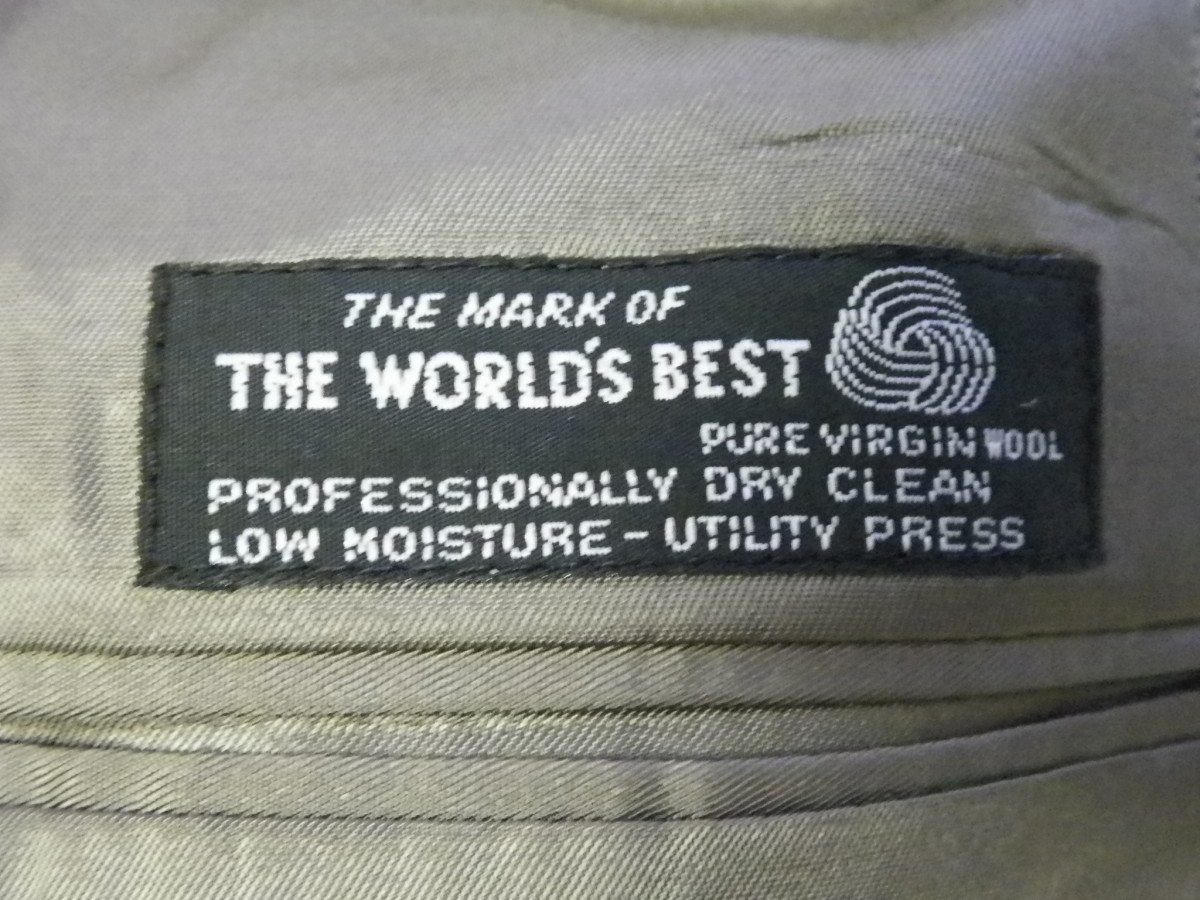 THE MARK OF
THE WORLD'S BEST
PURE VIRGIN WOOL
PROFESSIONALLY DRY CLEAN
LOW MOISTURE - UTILITY PRESS